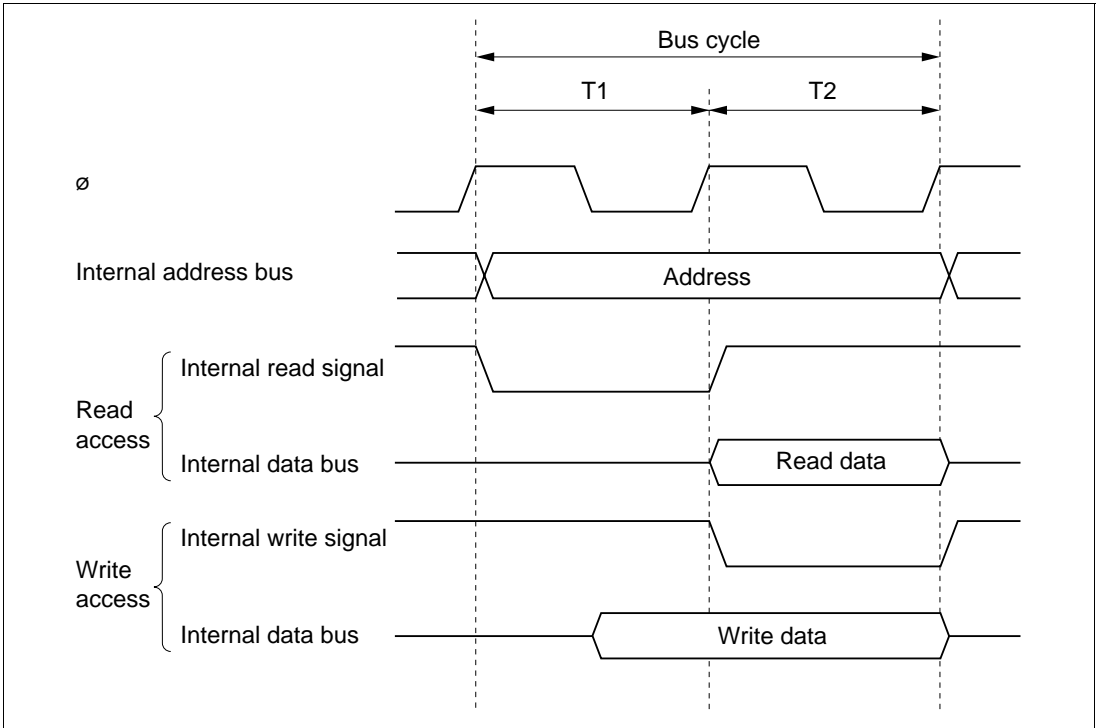 Bus cycle
T1
T2
ø
Internal address bus
Address
Internal read signal
Read
access
Internal data bus
Read data
Internal write signal
Write
access
Internal data bus
Write data